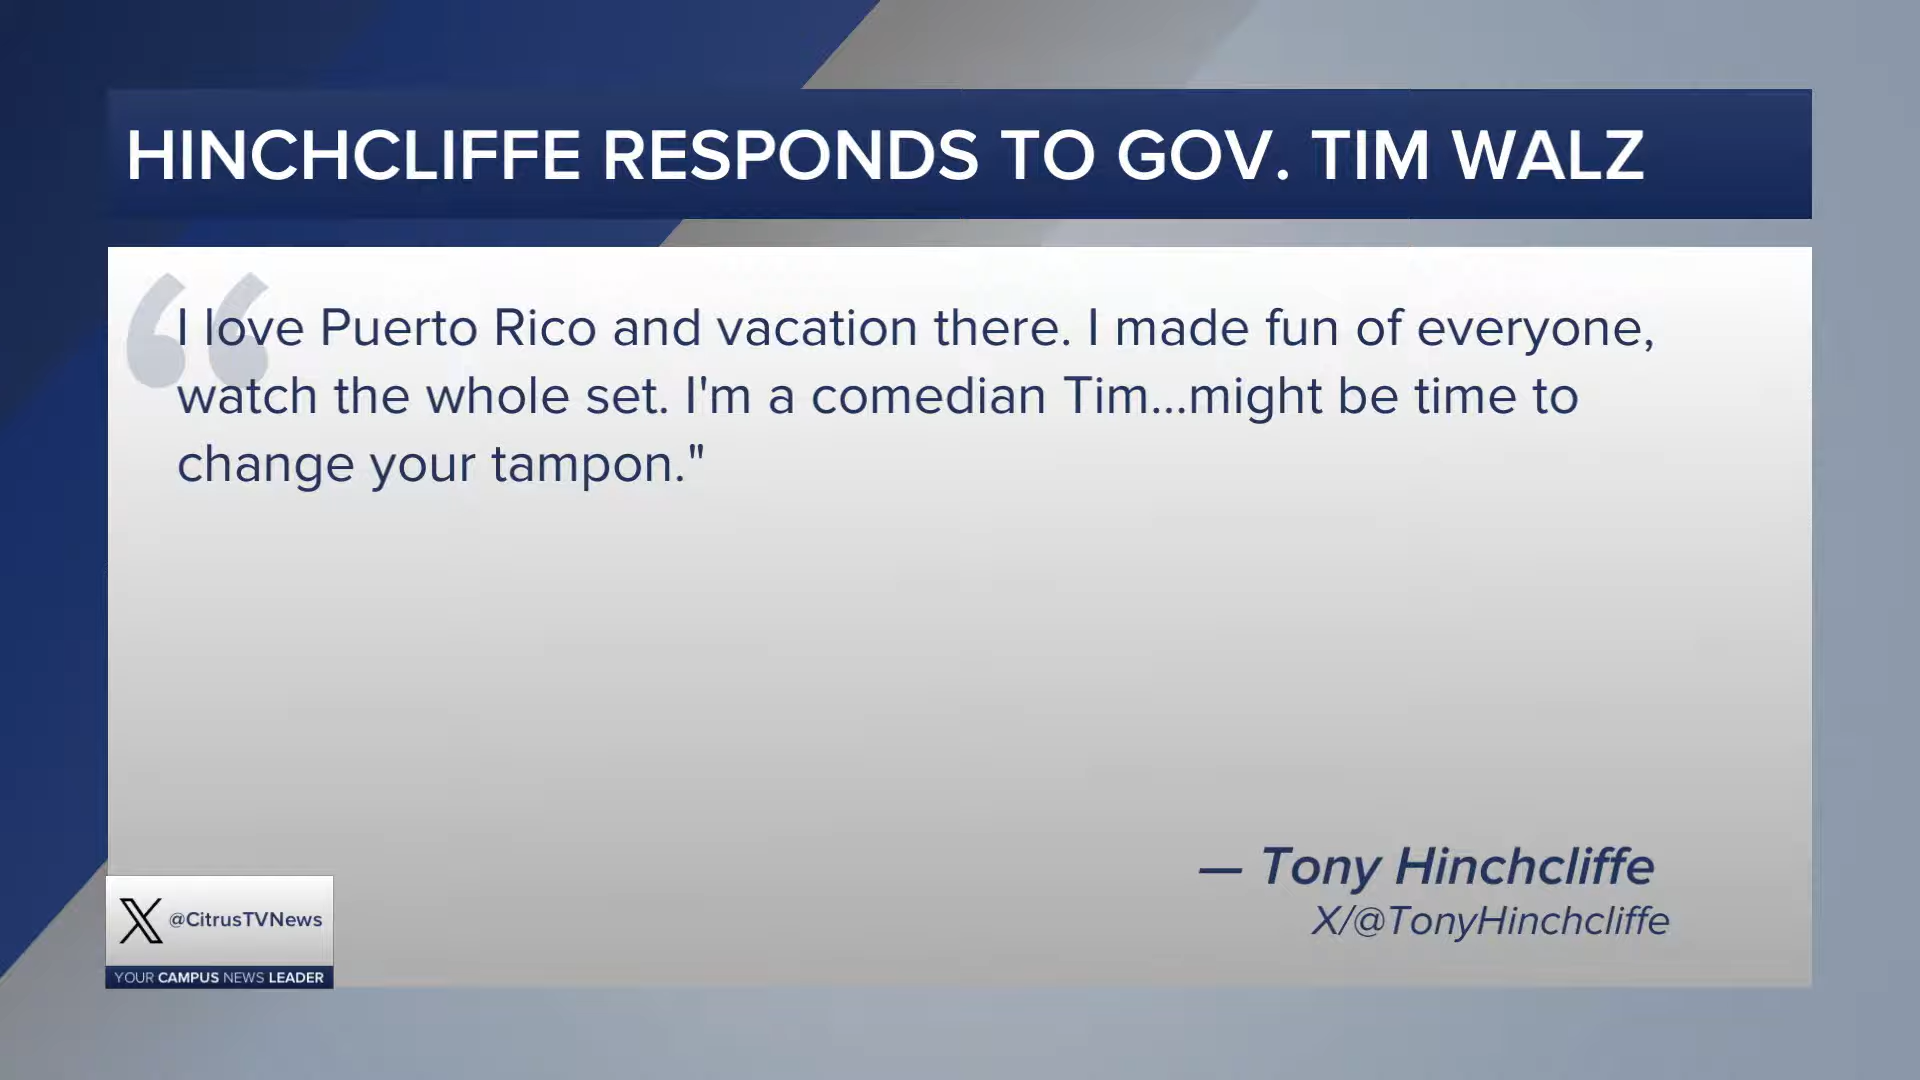 HINCHCLIFFE RESPONDS TO GOV. TIM WALZ
“
I love Puerto Rico and vacation there. I made fun of everyone,
watch the whole set. I'm a comedian Tim...might be time to
change your tampon."
— Tony Hinchcliffe
X/@TonyHinchcliffe
X @CitrusTVNews
YOUR CAMPUS NEWS LEADER